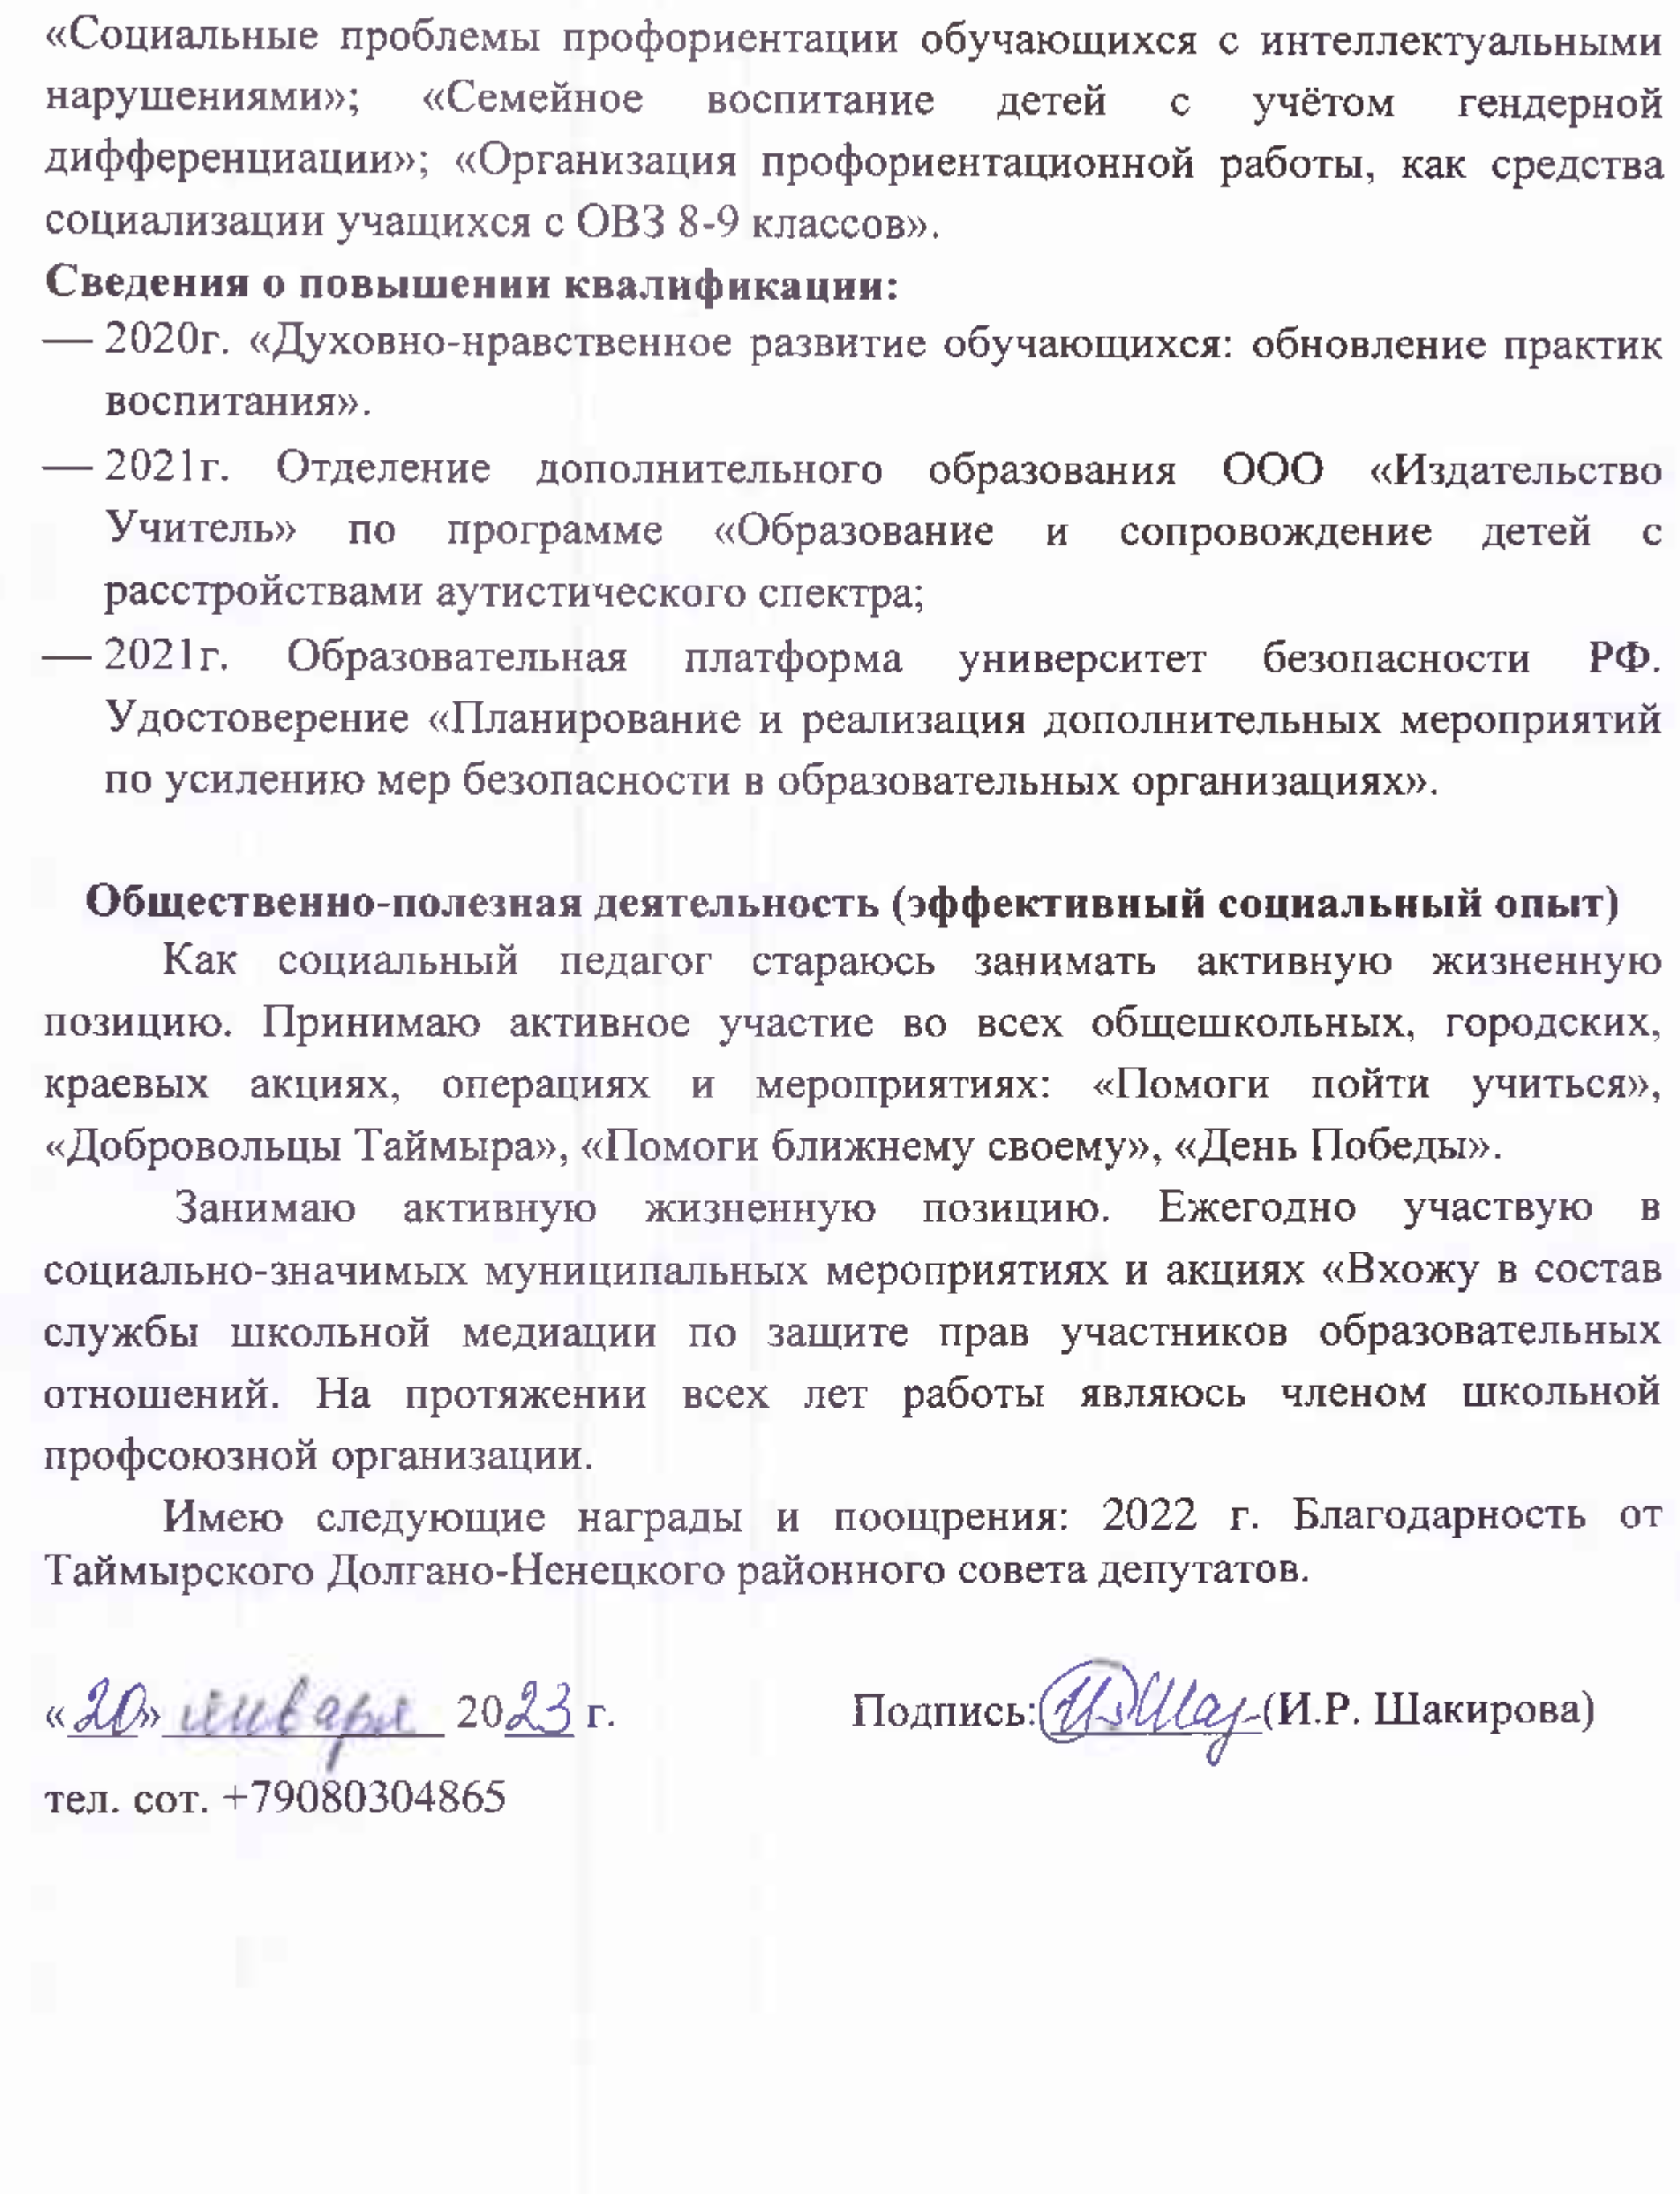 «Социальные проблемы профориентации обучающихся с интеллектуальными
нарушениями»; «Семейное воспитание детей с учётом гендерной
дифференциации»; «Организация профориентационной работы, как средства
социализации учащихся с ОВЗ 8-9 классов».
Сведения о повышении квалификации:
— 2020г. «Духовно-нравственное развитие обучающихся: обновление практик
воспитания».
— 2021г. Отделение дополнительного образования ООО «Издательство
Учитель» по программе «Образование и сопровождение детей с
расстройствами аутистического спектра;
— 2021г. Образовательная платформа университет безопасности РФ.
Удостоверение «Планирование и реализация дополнительных мероприятий
по усилению мер безопасности в образовательных организациях».
Общественно-полезная деятельность (эффективный социальный опыт)
Как социальный педагог стараюсь занимать активную жизненную
позицию. Принимаю активное участие во всех общешкольных, городских,
краевых акциях, операциях и мероприятиях: «Помоги пойти учиться»,
«Добровольцы Таймыра», «Помоги ближнему своему», «День Победы».
Занимаю активную жизненную позицию. Ежегодно участвую в
социально-значимых муниципальных мероприятиях и акциях «Вхожу в состав
службы школьной медиации по защите прав участников образовательных
отношений. На протяжении всех лет работы являюсь членом школьной
профсоюзной организации.
Имею следующие награды и поощрения: 2022 г. Благодарность от
Таймырского Долгано-Ненецкого районного совета депутатов.
«20» января 2023 г. Подпись: (И.Р. Шакирова)
тел. сот. +79080304865